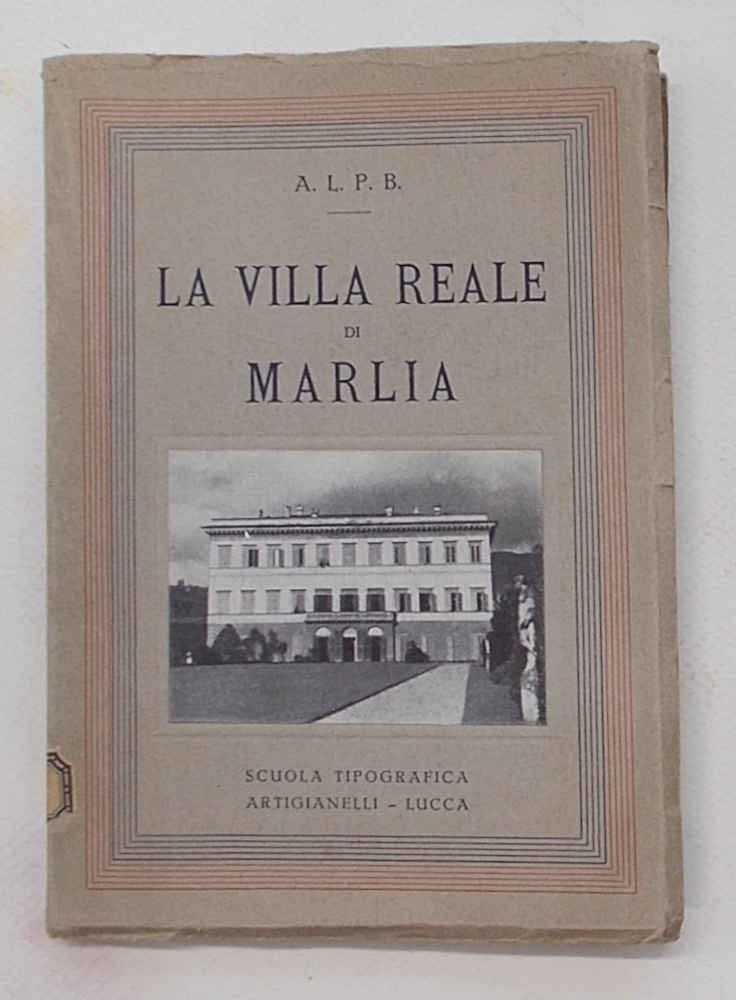 A. L. P. B.
LA VILLA REALE
DI
MARLIA
SCUOLA TIPOGRAFICA
ARTIGIANELLI - LUCCA